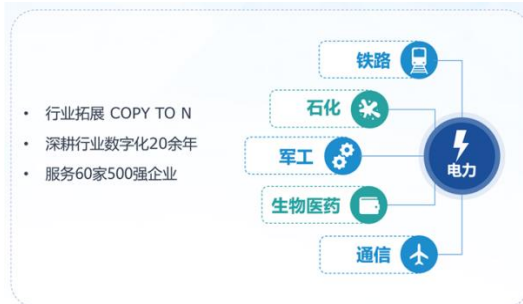 行业拓展 COPY TO N
深耕行业数字化20余年
服务60家500强企业
铁路
石化
军工
生物医药
通信
电力